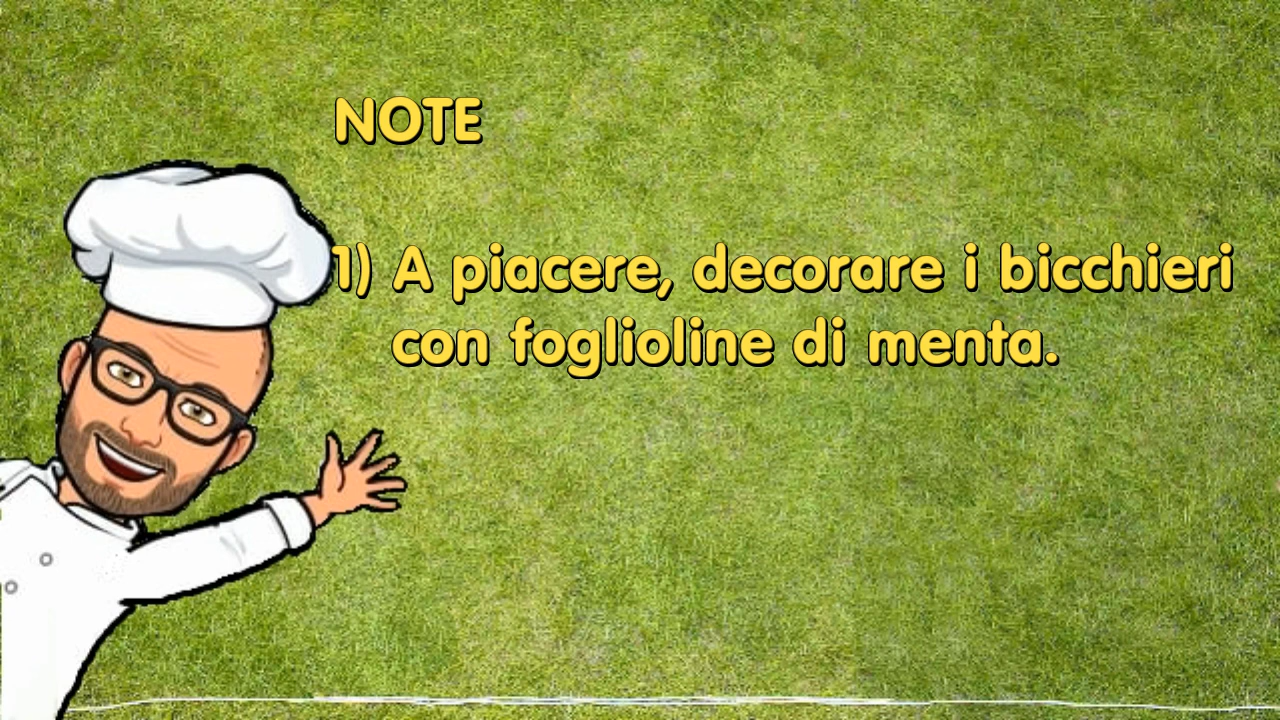 NOTE
1) A piacere, decorare i bicchieri
con foglioline di menta.